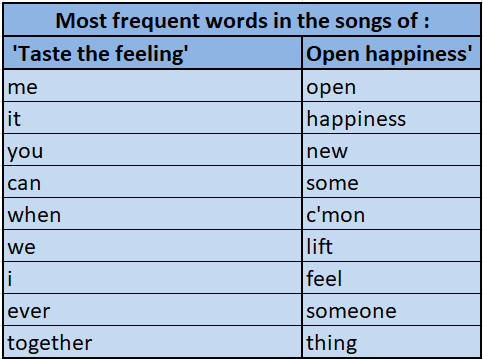 Most frequent words in the songs of :
'Taste the feeling' Open happiness'
me open
it happiness
you new
can some
when c'mon
we lift
i feel
ever someone
together thing